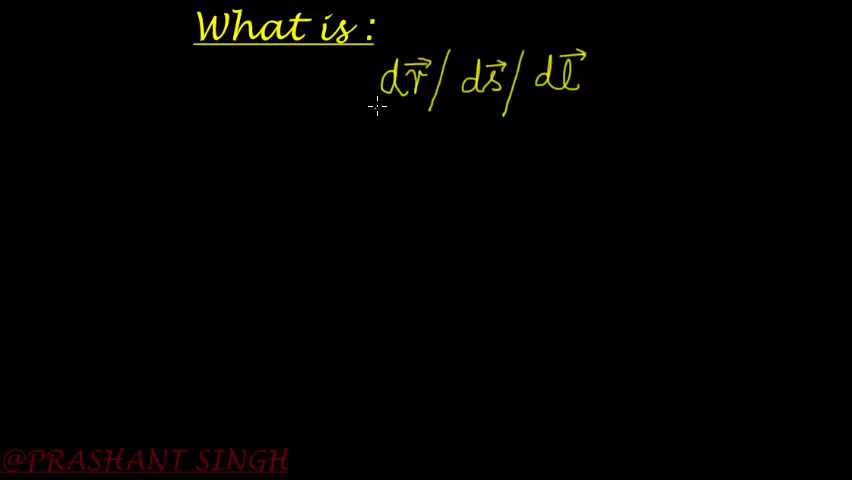 What is :
dr⃗ / ds⃗ / dl⃗
@PRASHANT SINGH